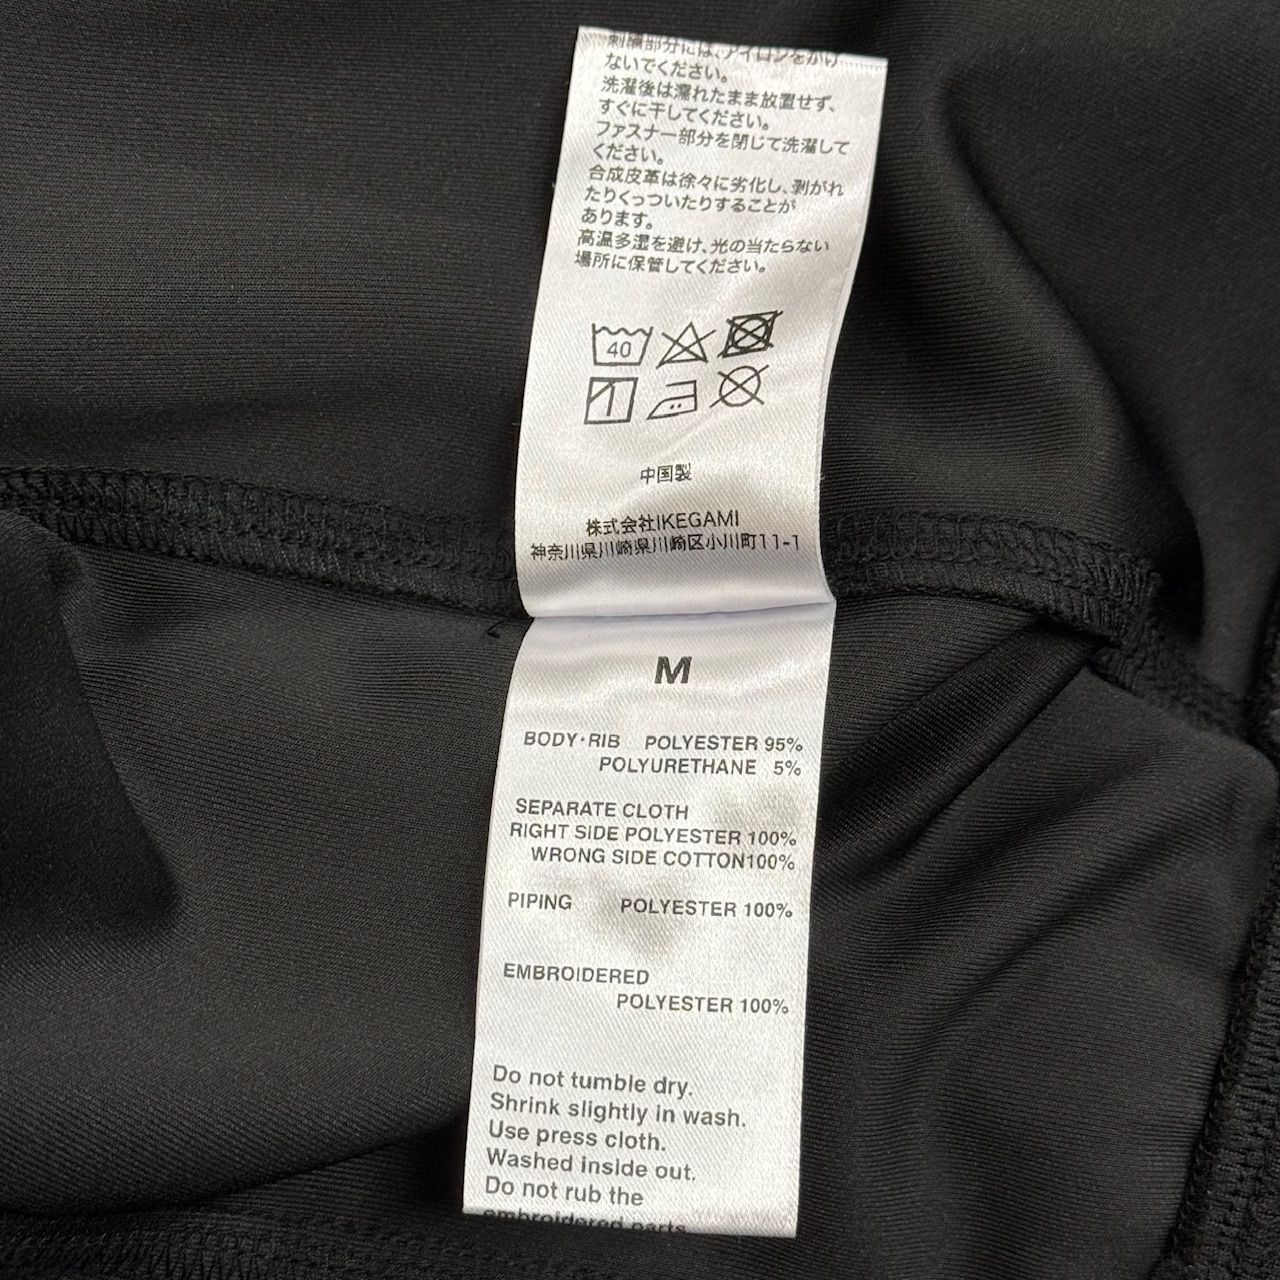 刺繍部分には、アイロンをかけ
ないでください。
洗濯後は濡れたまま放置せず、
すぐに干してください。
ファスナー部分を閉じて洗濯して
ください。
合成皮革は徐々に劣化し、剥がれ
たりくっついたりすることが
あります。
高温多湿を避け、光の当たらない
場所に保管してください。
40
中国製
株式会社IKEGAMI
神奈川県川崎県川崎区小川町11-1
M
BODY・RIB POLYESTER 95%
POLYURETHANE 5%
SEPARATE CLOTH
RIGHT SIDE POLYESTER 100%
WRONG SIDE COTTON100%
PIPING POLYESTER 100%
EMBROIDERED
POLYESTER 100%
Do not tumble dry.
Shrink slightly in wash.
Use press cloth.
Washed inside out.
Do not rub the
embroidered parts